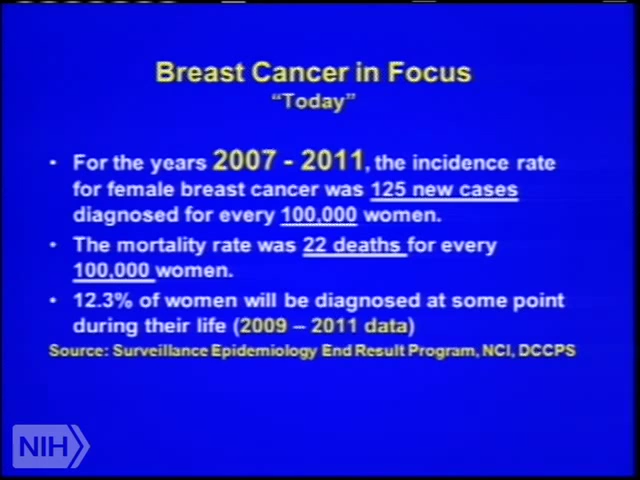 Breast Cancer in Focus
“Today”
• For the years 2007 - 2011, the incidence rate
for female breast cancer was 125 new cases
diagnosed for every 100,000 women.
• The mortality rate was 22 deaths for every
100,000 women.
• 12.3% of women will be diagnosed at some point
during their life (2009 – 2011 data)
Source: Surveillance Epidemiology End Result Program, NCI, DCCPS
NIH